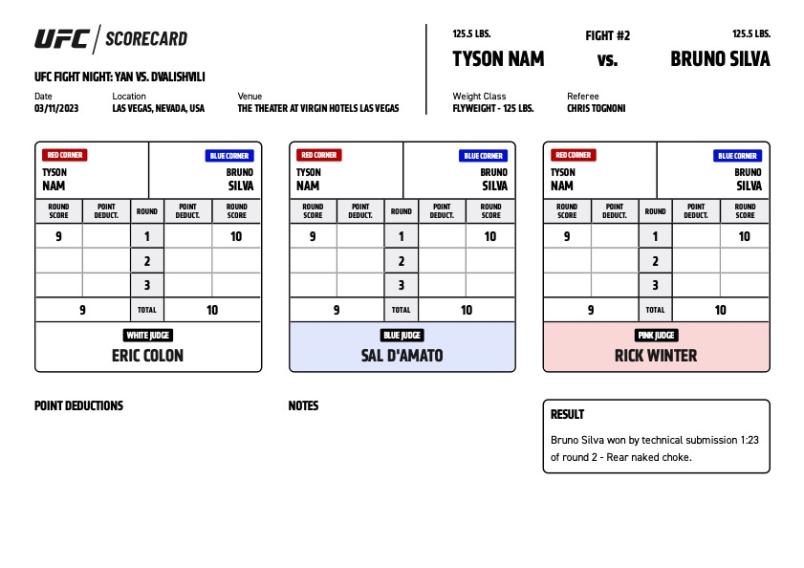 UFC SCORECARD
UFC FIGHT NIGHT: YAN VS. DVALISHVILI
Date Location Venue
03/11/2023 LAS VEGAS, NEVADA, USA THE THEATER AT VIRGIN HOTELS LAS VEGAS
125.5 LBS. FIGHT #2 125.5 LBS.
TYSON NAM VS. BRUNO SILVA
Weight Class Referee
FLYWEIGHT - 125 LBS. CHRIS TOGNONI
RED CORNER BLUE CORNER
TYSON BRUNO
NAM SILVA
ROUND POINT ROUND POINT ROUND
SCORE DEDUCT. DEDUCT. SCORE
9 1 10
2
3
9 TOTAL 10
WHITE JUDGE
ERIC COLON
RED CORNER BLUE CORNER
TYSON BRUNO
NAM SILVA
ROUND POINT ROUND POINT ROUND
SCORE DEDUCT. DEDUCT. SCORE
9 1 10
2
3
9 TOTAL 10
BLUE JUDGE
SAL D'AMATO
RED CORNER BLUE CORNER
TYSON BRUNO
NAM SILVA
ROUND POINT ROUND POINT ROUND
SCORE DEDUCT. DEDUCT. SCORE
9 1 10
2
3
9 TOTAL 10
PINK JUDGE
RICK WINTER
POINT DEDUCTIONS
NOTES
RESULT
Bruno Silva won by technical submission 1:23
of round 2 - Rear naked choke.